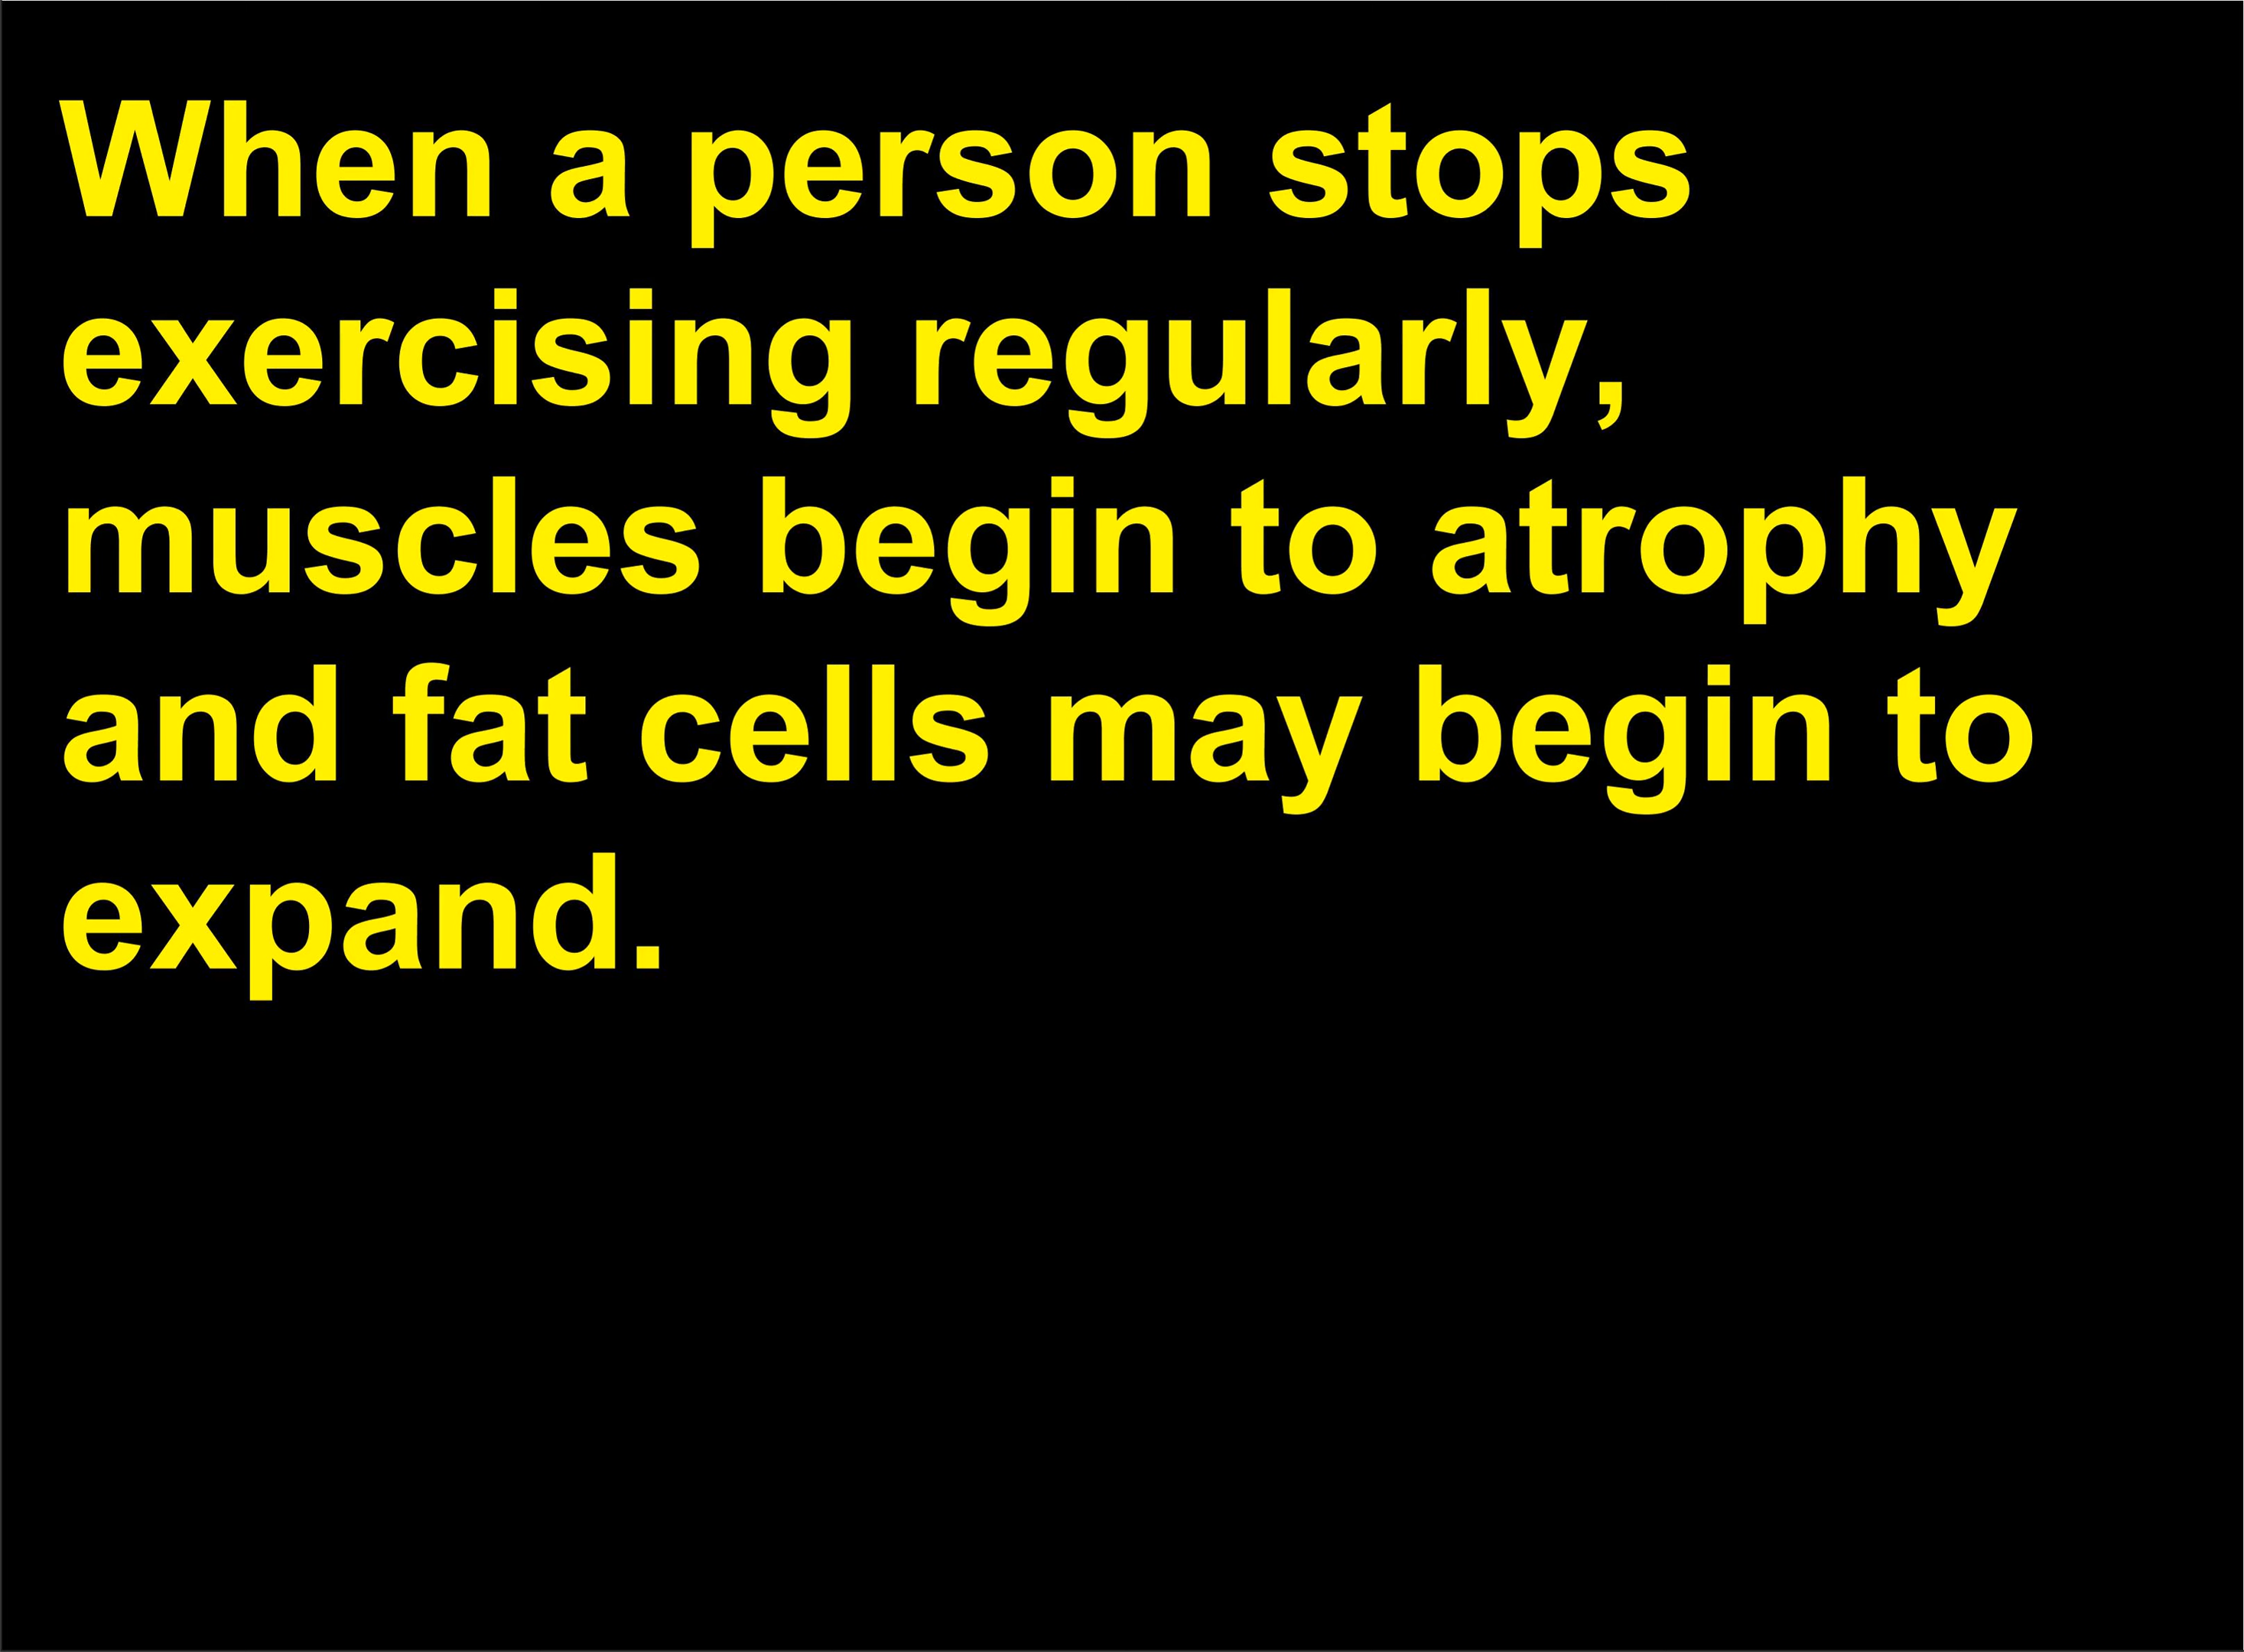 When a person stops
exercising regularly,
muscles begin to atrophy
and fat cells may begin to
expand.